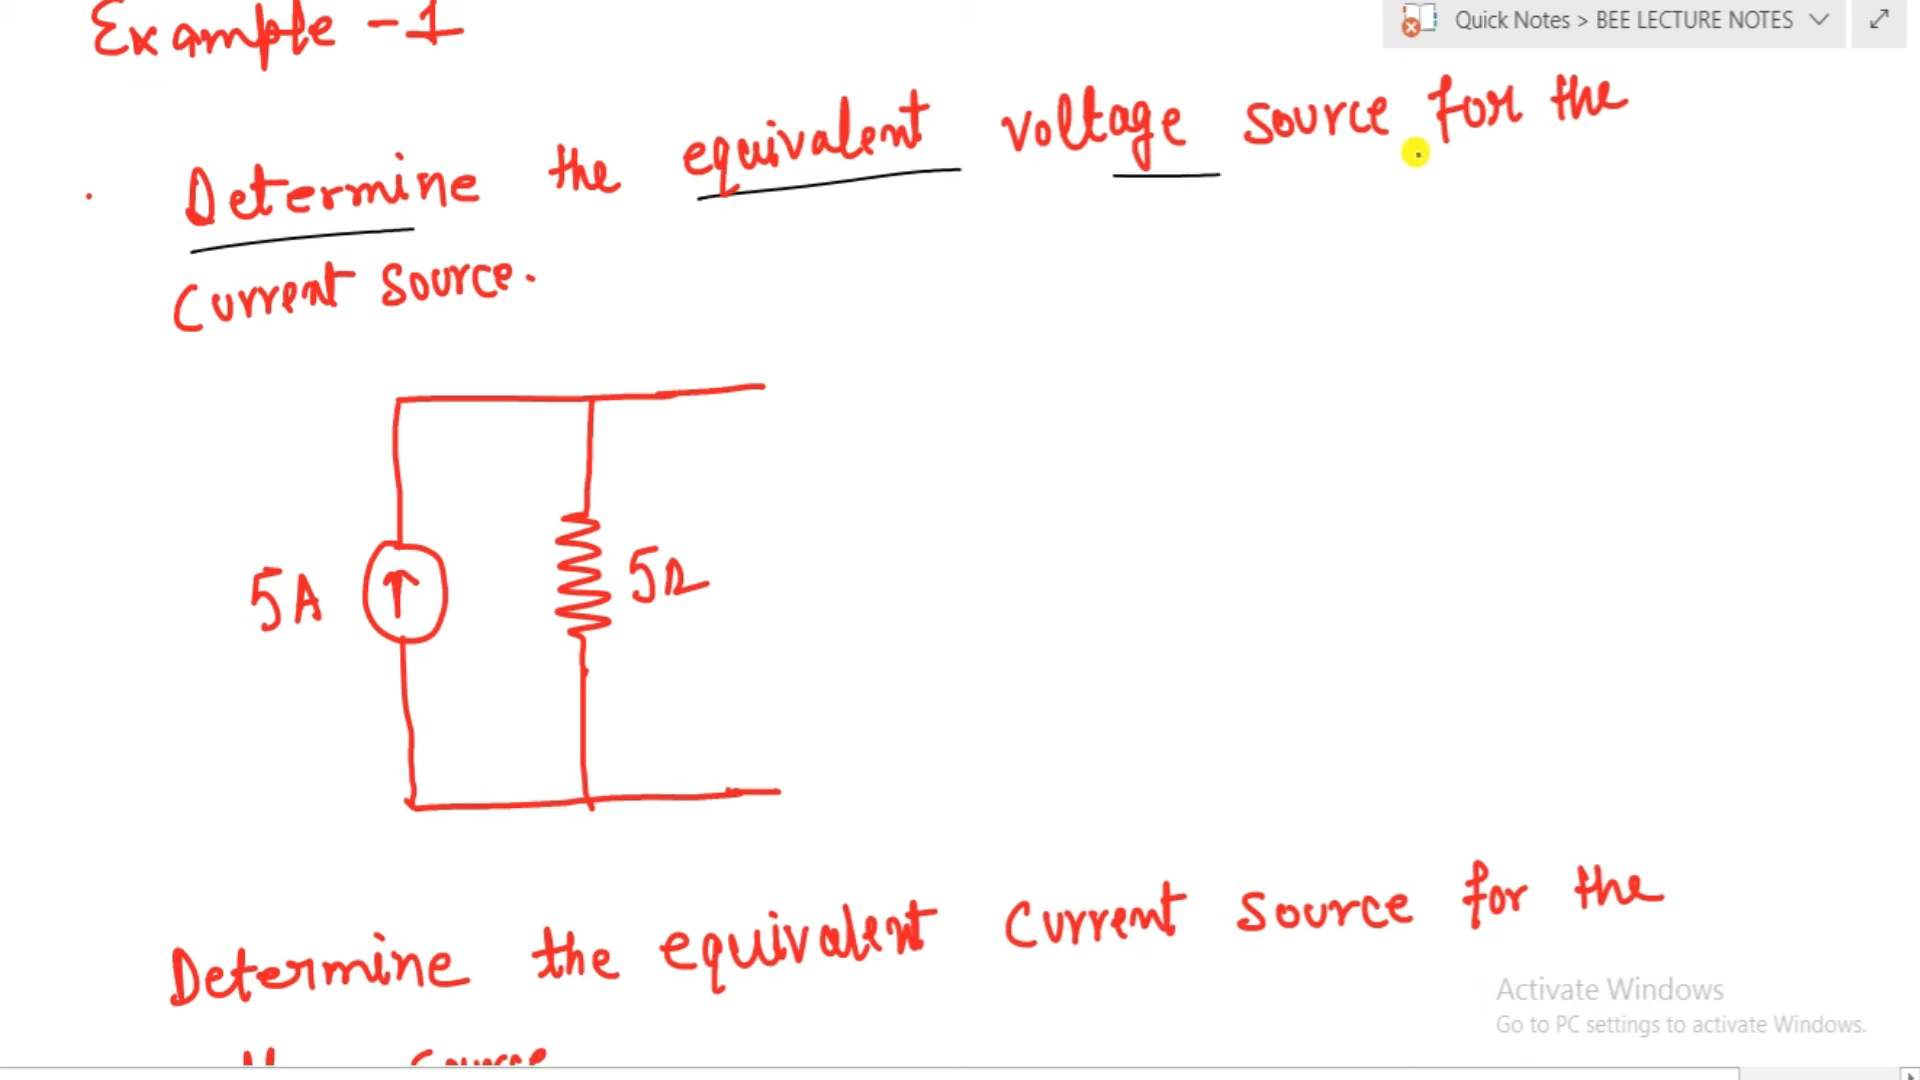 Example -1
Quick Notes > BEE LECTURE NOTES
Determine the equivalent voltage source for the
Current source.
5A
5Ω
Determine the equivalent Current source for the
Activate Windows
Go to PC settings to activate Windows.